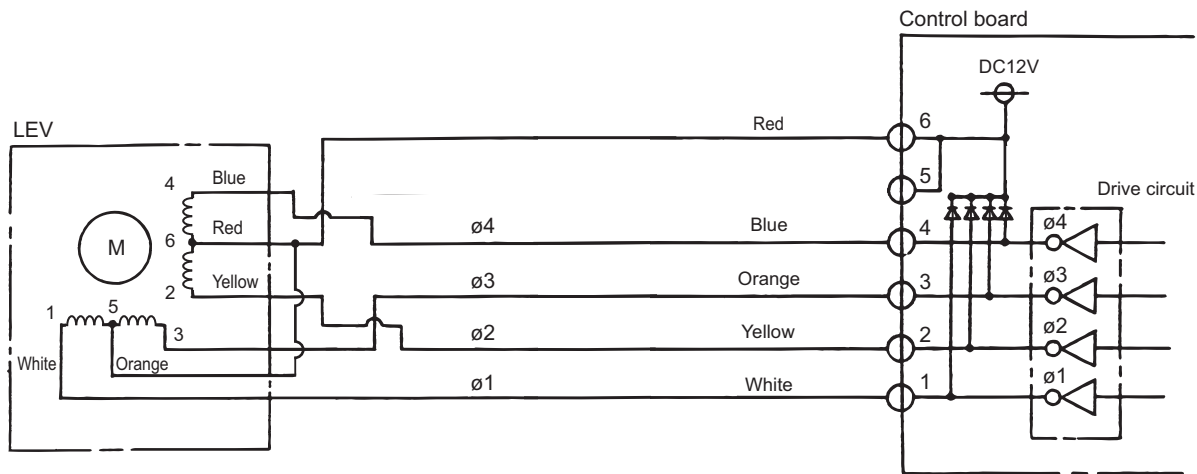 Control board
DC12V
LEV
Red
6
4
Blue
5
Drive circuit
Red
ø4
Blue
4
ø4
6
M
ø3
Orange
3
ø3
Yellow
2
1
5
3
ø2
Yellow
2
ø2
White
Orange
ø1
White
1
ø1